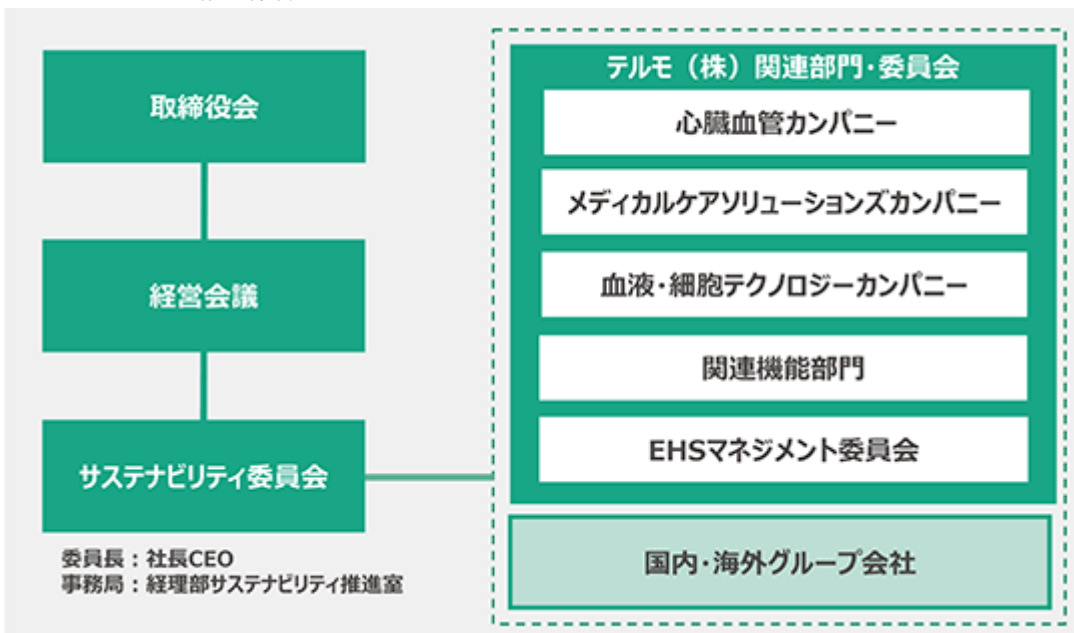 取締役会
経営会議
サステナビリティ委員会
委員長：社長CEO
事務局：経理部サステナビリティ推進室
テルモ（株）関連部門・委員会
心臓血管カンパニー
メディカルケアソリューションズカンパニー
血液・細胞テクノロジーカンパニー
関連機能部門
EHSマネジメント委員会
国内・海外グループ会社